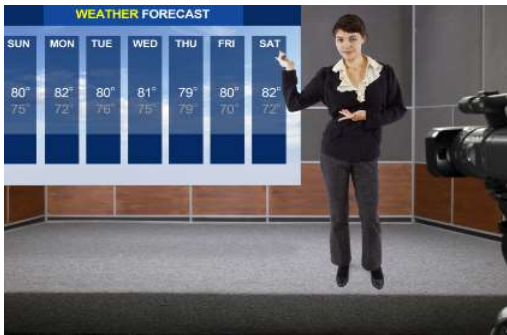 WEATHER FORECAST
SUN MON TUE WED THU FRI SAT
80° 82° 80° 81° 79° 80° 82°
75° 72° 76° 75° 79° 70° 72°